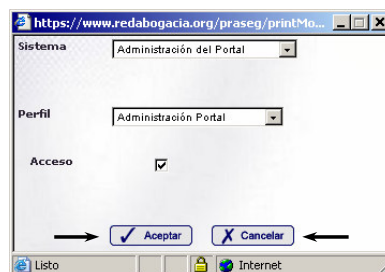 https://www.redabogacia.org/praseg/printMo...
Sistema Administración del Portal
Perfil Administración Portal
Acceso
Aceptar Cancelar
Listo Internet